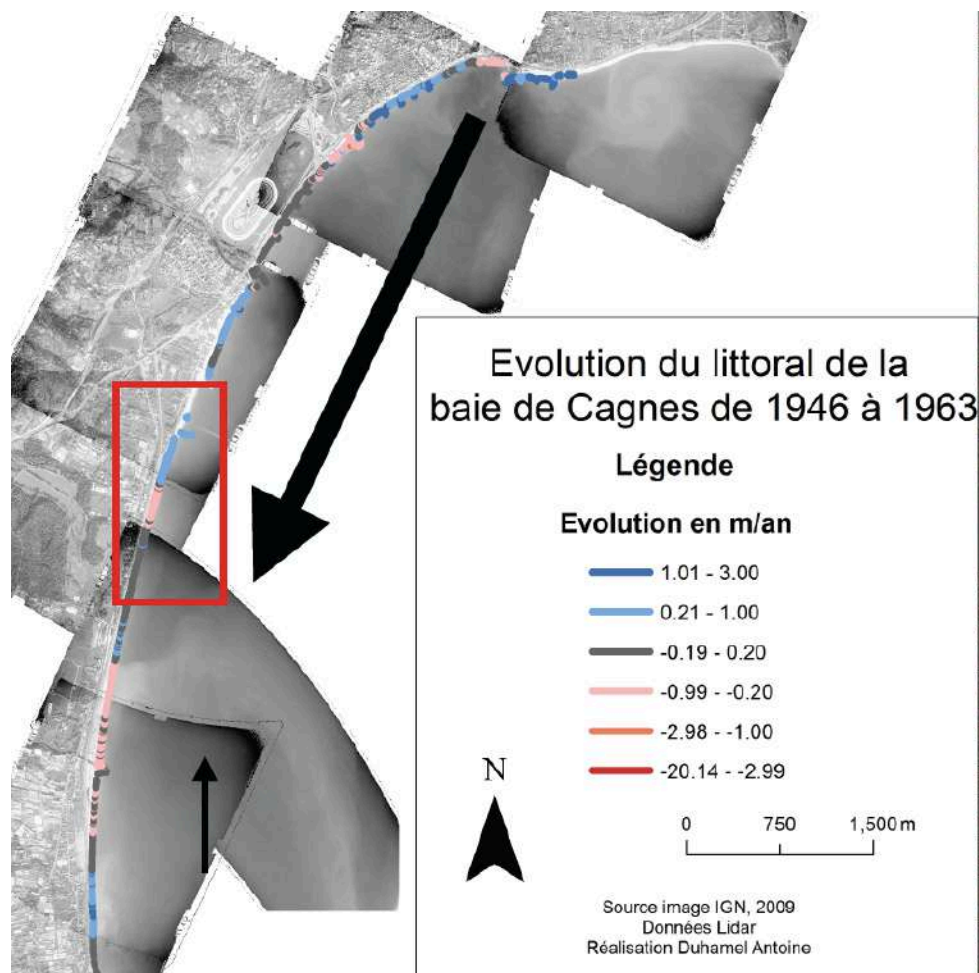 Evolution du littoral de la
baie de Cagnes de 1946 à 1963
Légende
Evolution en m/an
1.01 - 3.00
0.21 - 1.00
-0.19 - 0.20
-0.99 - -0.20
-2.98 - -1.00
-20.14 - -2.99
N
0 750 1,500 m
Source image IGN, 2009
Données Lidar
Réalisation Duhamel Antoine